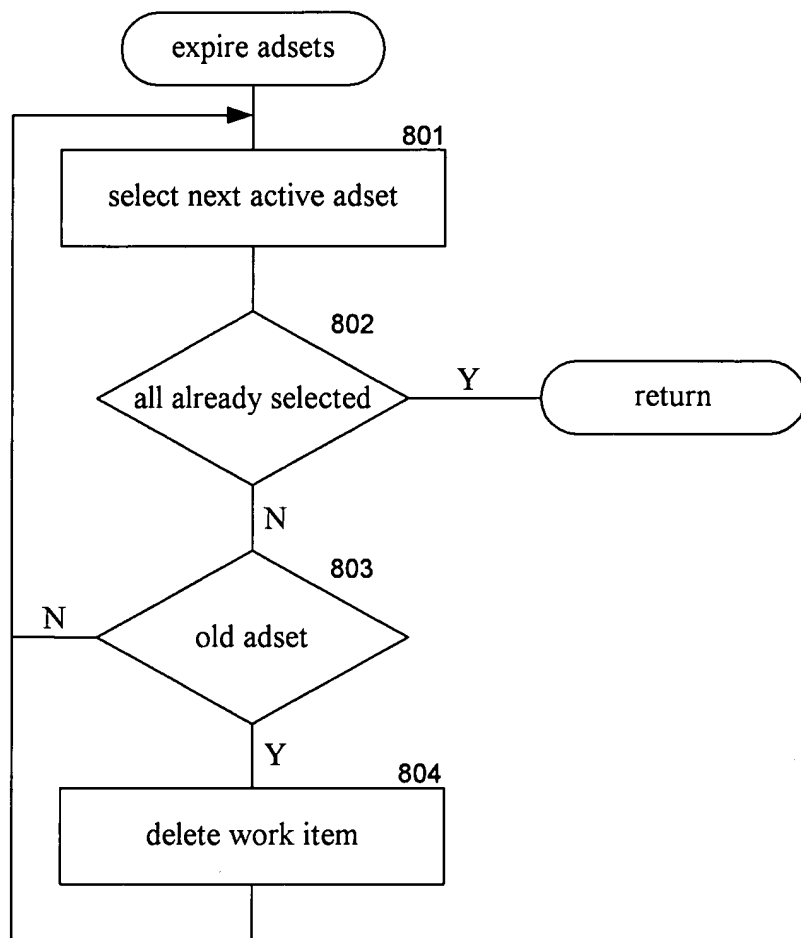 expire adsets
801
select next active adset
802
all already selected
Y
return
N
803
N
old adset
Y
804
delete work item